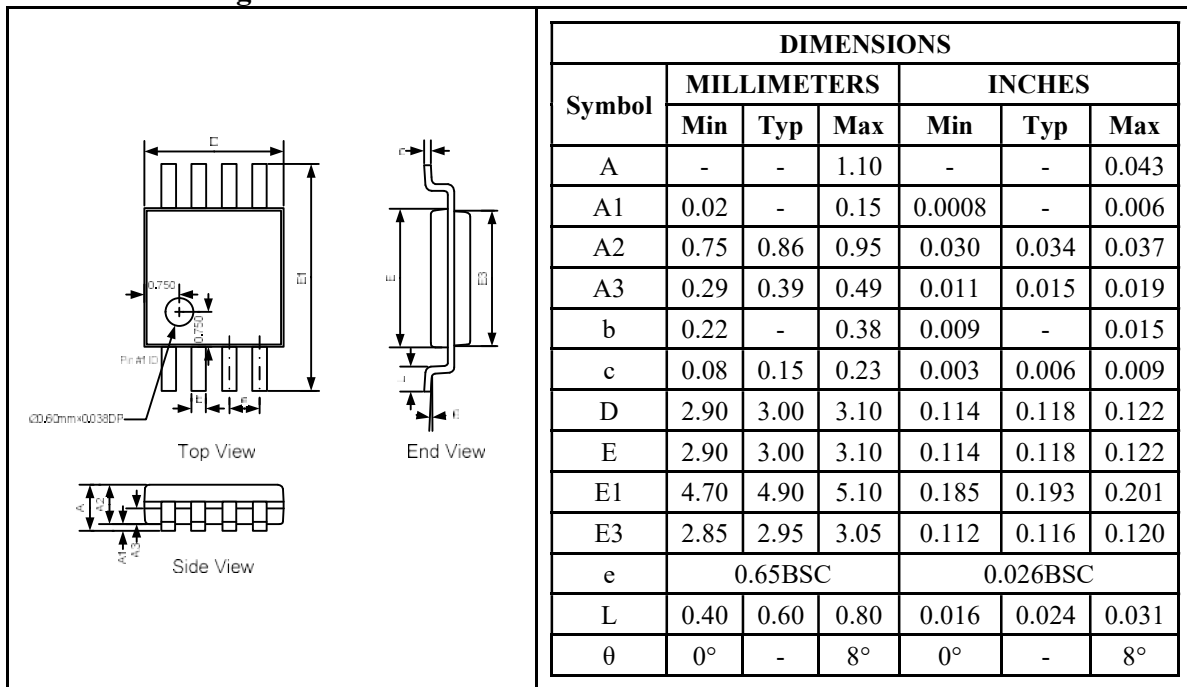 D
E1
0.750
0.750
Pin #1 ID
Ø0.60mm×0.038DP
Top View
E
E3
End View
A
A2
A1
A3
Side View
DIMENSIONS
Symbol MILLIMETERS INCHES
Min Typ Max Min Typ Max
A - - 1.10 - - 0.043
A1 0.02 - 0.15 0.0008 - 0.006
A2 0.75 0.86 0.95 0.030 0.034 0.037
A3 0.29 0.39 0.49 0.011 0.015 0.019
b 0.22 - 0.38 0.009 - 0.015
c 0.08 0.15 0.23 0.003 0.006 0.009
D 2.90 3.00 3.10 0.114 0.118 0.122
E 2.90 3.00 3.10 0.114 0.118 0.122
E1 4.70 4.90 5.10 0.185 0.193 0.201
E3 2.85 2.95 3.05 0.112 0.116 0.120
e 0.65BSC 0.026BSC
L 0.40 0.60 0.80 0.016 0.024 0.031
θ 0° - 8° 0° - 8°